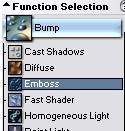 Function Selection
Bump
Cast Shadows
Diffuse
Emboss
Fast Shader
Homogeneous Light